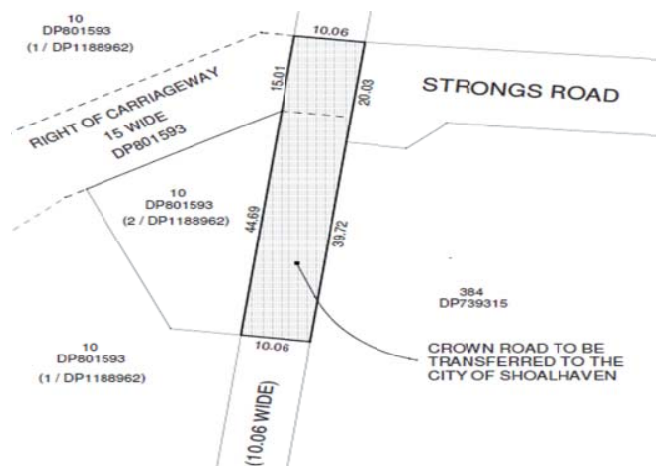 10
DP801593
(1 / DP1188962)
10.06
15.01
20.03
STRONGS ROAD
RIGHT OF CARRIAGEWAY
15 WIDE
DP801593
10
DP801593
(2 / DP1188962)
44.69
39.72
384
DP739315
10
DP801593
(1 / DP1188962)
10.06
CROWN ROAD TO BE
TRANSFERRED TO THE
CITY OF SHOALHAVEN
(10.06 WIDE)